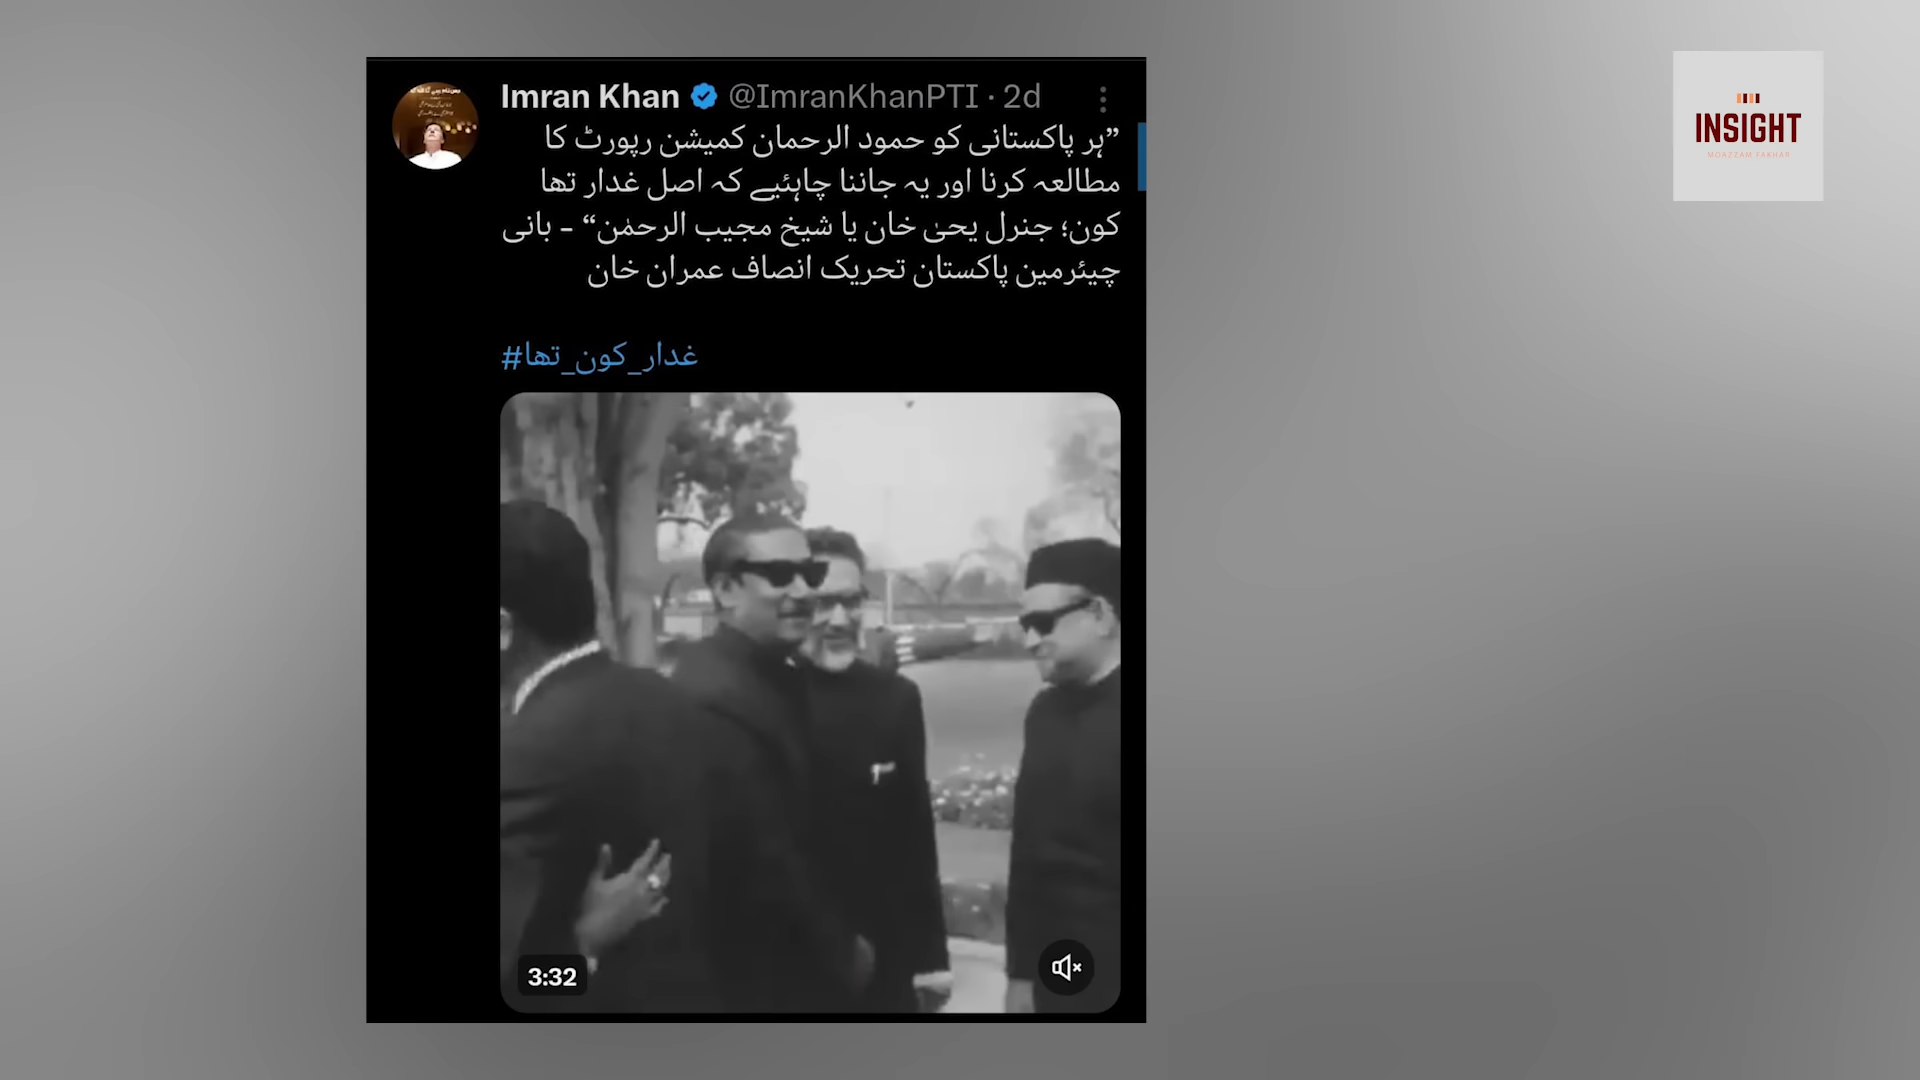 Imran Khan @ImranKhanPTI · 2d
”ہر پاکستانی کو حمود الرحمان کمیشن رپورٹ کا
مطالعہ کرنا اور یہ جاننا چاہئیے کہ اصل غدار تھا
کون؛ جنرل یحیٰ خان یا شیخ مجیب الرحمٰن“ - بانی
چیئرمین پاکستان تحریک انصاف عمران خان
#غدار_کون_تھا
3:32
INSIGHT
MOAZZAM FAKHAR